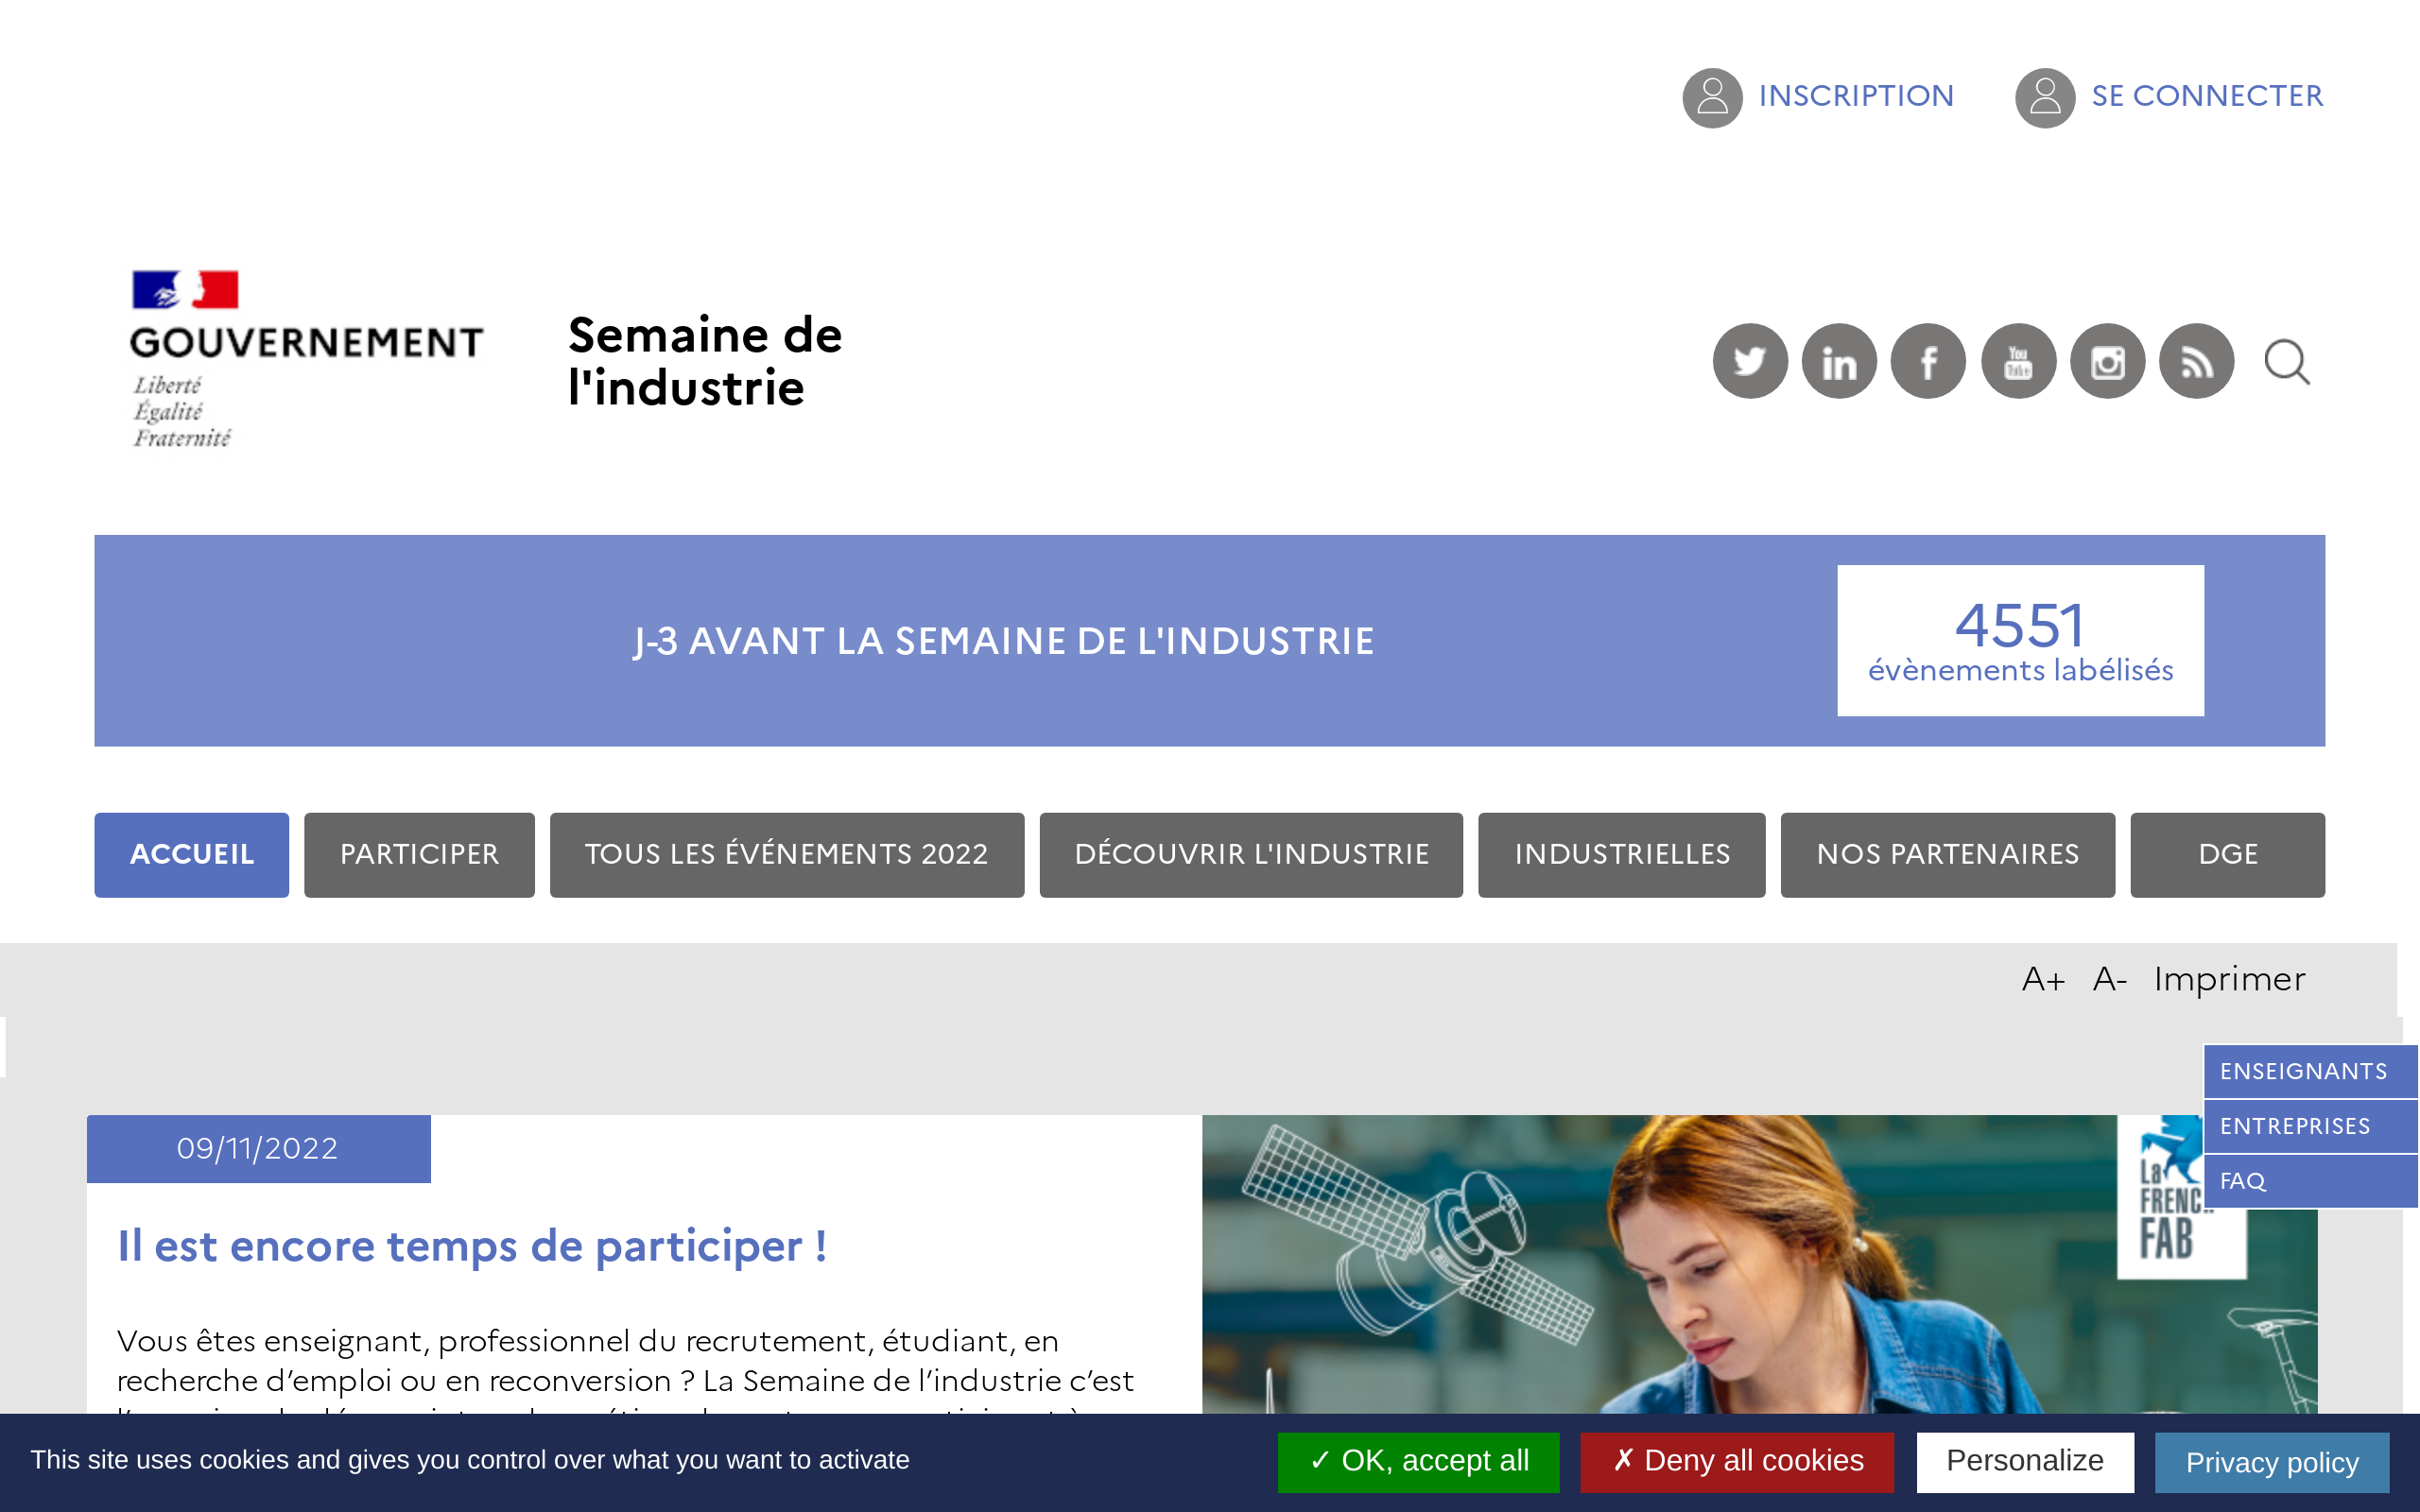 INSCRIPTION
SE CONNECTER
GOUVERNEMENT
Liberté
Égalité
Fraternité
Semaine de
l'industrie
J-3 AVANT LA SEMAINE DE L'INDUSTRIE
4551
évènements labélisés
ACCUEIL
PARTICIPER
TOUS LES ÉVÉNEMENTS 2022
DÉCOUVRIR L'INDUSTRIE
INDUSTRIELLES
NOS PARTENAIRES
DGE
A+ A- Imprimer
ENSEIGNANTS
ENTREPRISES
FAQ
09/11/2022
La
FRENCH
FAB
Il est encore temps de participer !
Vous êtes enseignant, professionnel du recrutement, étudiant, en
recherche d’emploi ou en reconversion ? La Semaine de l’industrie c’est
This site uses cookies and gives you control over what you want to activate
✓ OK, accept all
✗ Deny all cookies
Personalize
Privacy policy